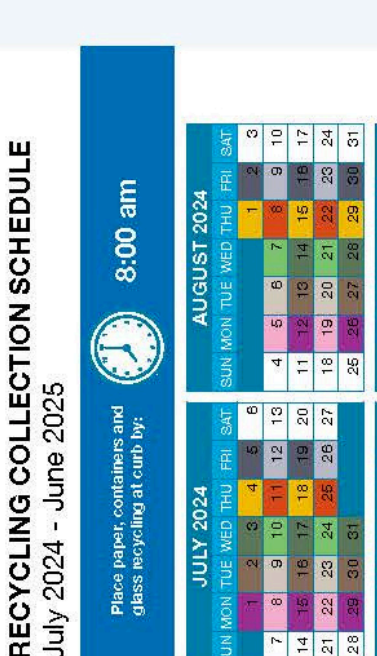 RECYCLING COLLECTION SCHEDULE
July 2024 - June 2025
Place paper, containers and
glass recycling at curb by:
8:00 am
JULY 2024
UN MON TUE WED THU FRI SAT
1 2 3 4 5 6
7 8 9 10 11 12 13
14 15 16 17 18 19 20
21 22 23 24 25 26 27
28 29 30 31
AUGUST 2024
SUN MON TUE WED THU FRI SAT
1 2 3
4 5 6 7 8 9 10
11 12 13 14 15 16 17
18 19 20 21 22 23 24
25 26 27 28 29 30 31